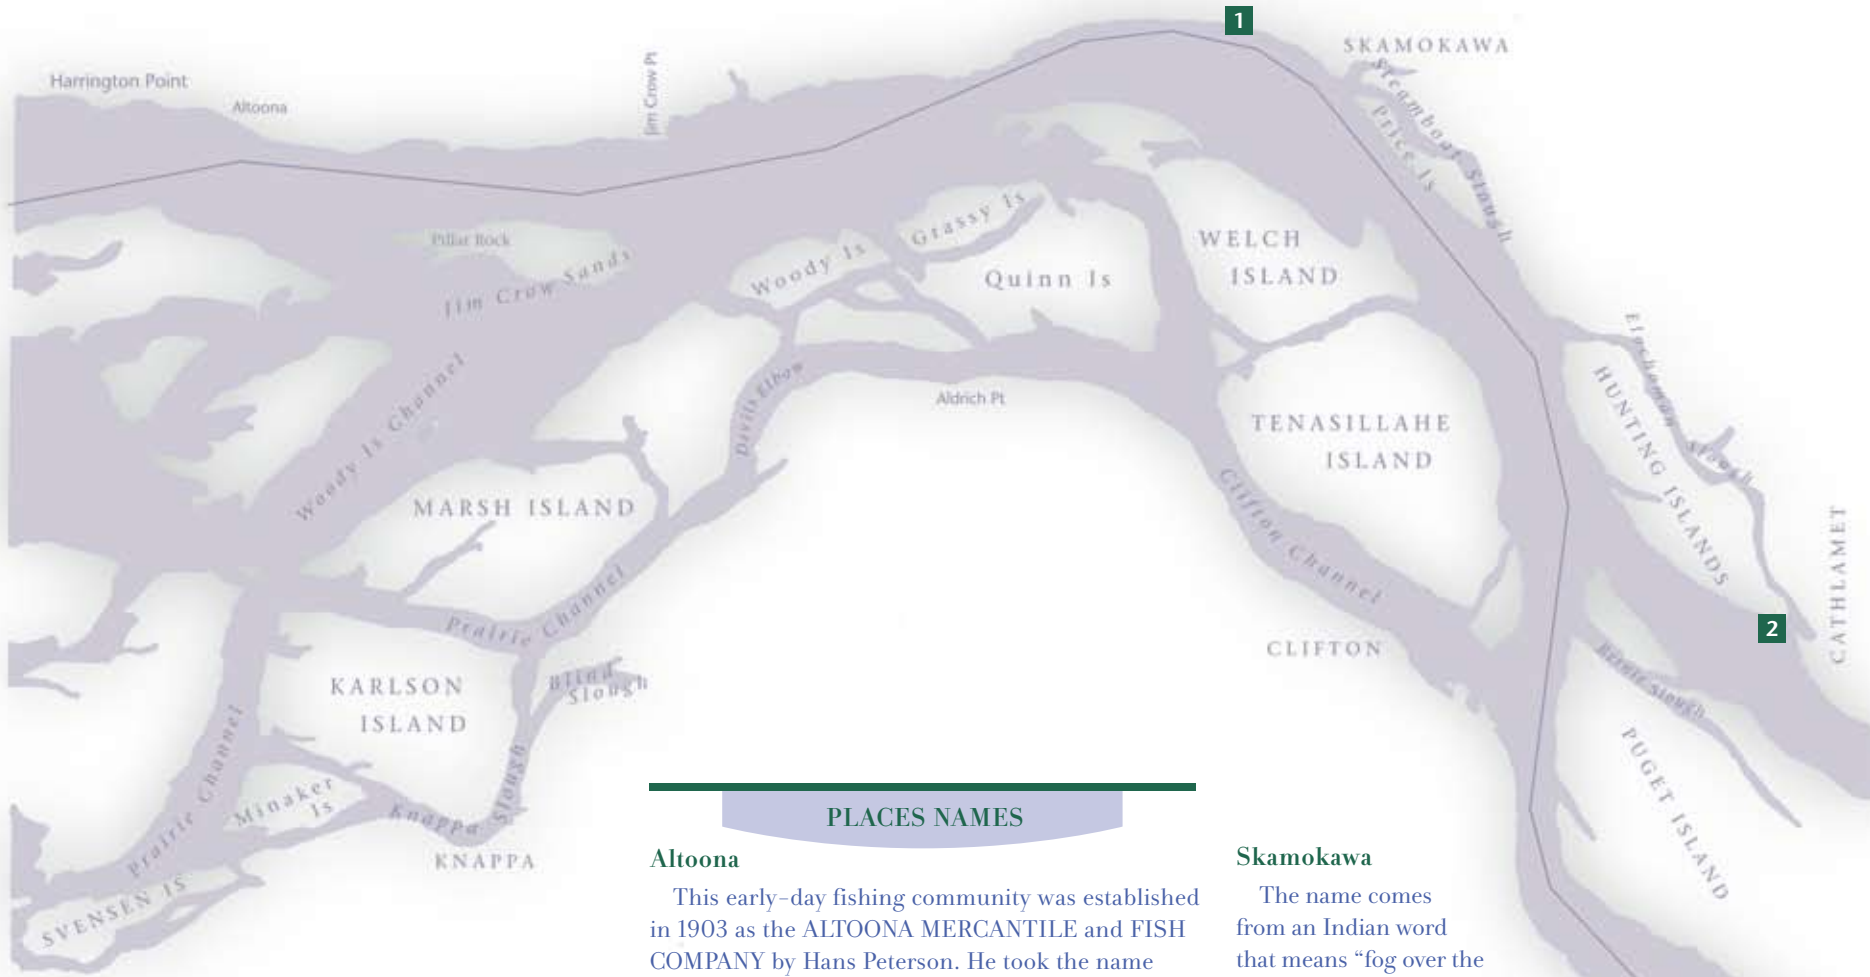 1
SKAMOKAWA
Harrington Point
Altoona
Jim Crow Pt
Steamboat Slough
Price Is
Pillar Rock
Jim Crow Sands
Woody Is
Grassy Is
Quinn Is
WELCH
ISLAND
Woody Is Channel
Divils Elbow
Aldrich Pt
TENASILLAHE
ISLAND
Elochoman Slough
HUNTING ISLANDS
MARSH ISLAND
Clifton Channel
CATHLAMET
2
Prairie Channel
CLIFTON
Bernie Slough
KARLSON
ISLAND
Blind
Slough
PUGET ISLAND
Prairie Channel
Minaker
Is
Knappa Slough
KNAPPA
SVENSEN IS
PLACES NAMES
Altoona
This early-day fishing community was established
in 1903 as the ALTOONA MERCANTILE and FISH
COMPANY by Hans Peterson. He took the name
Skamokawa
The name comes
from an Indian word
that means “fog over the